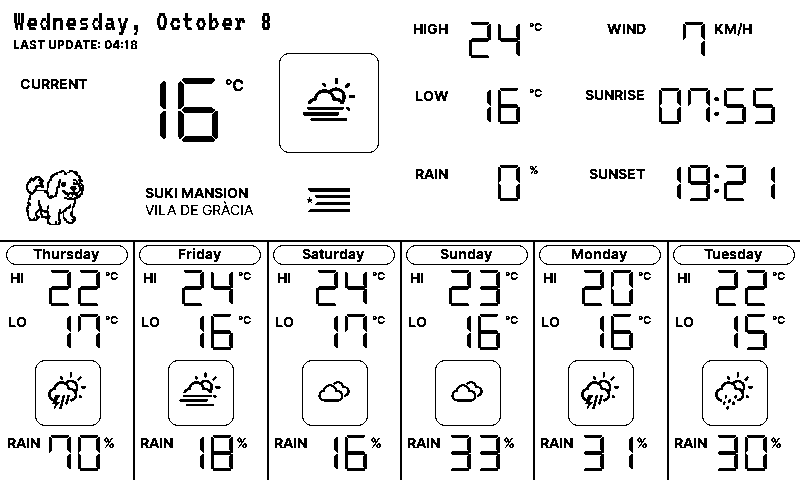 Wednesday, October 8
LAST UPDATE: 04:18
CURRENT 16 °C
SUKI MANSION
VILA DE GRÀCIA
HIGH 24 °C
LOW 16 °C
RAIN 0 %
WIND 7 KM/H
SUNRISE 07:55
SUNSET 19:21
Thursday
HI 22 °C
LO 17 °C
RAIN 70 %
Friday
HI 24 °C
LO 16 °C
RAIN 18 %
Saturday
HI 24 °C
LO 17 °C
RAIN 16 %
Sunday
HI 23 °C
LO 16 °C
RAIN 33 %
Monday
HI 20 °C
LO 16 °C
RAIN 31 %
Tuesday
HI 22 °C
LO 15 °C
RAIN 30 %